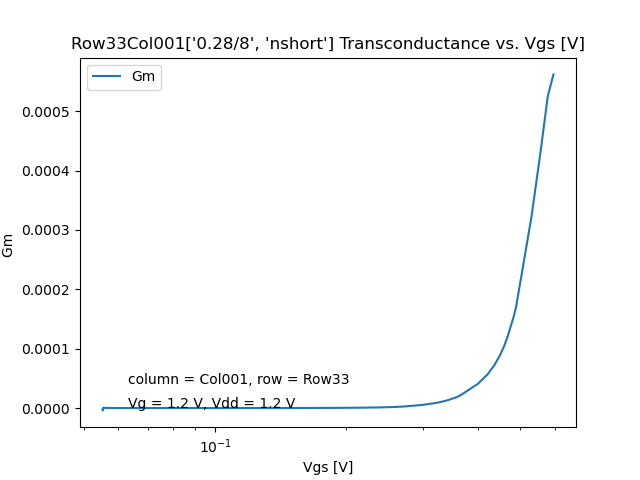 Row33Col001['0.28/8', 'nshort'] Transconductance vs. Vgs [V]
Gm
0.0005
0.0004
0.0003
0.0002
0.0001
0.0000
Gm
column = Col001, row = Row33
Vg = 1.2 V, Vdd = 1.2 V
10⁻¹
Vgs [V]